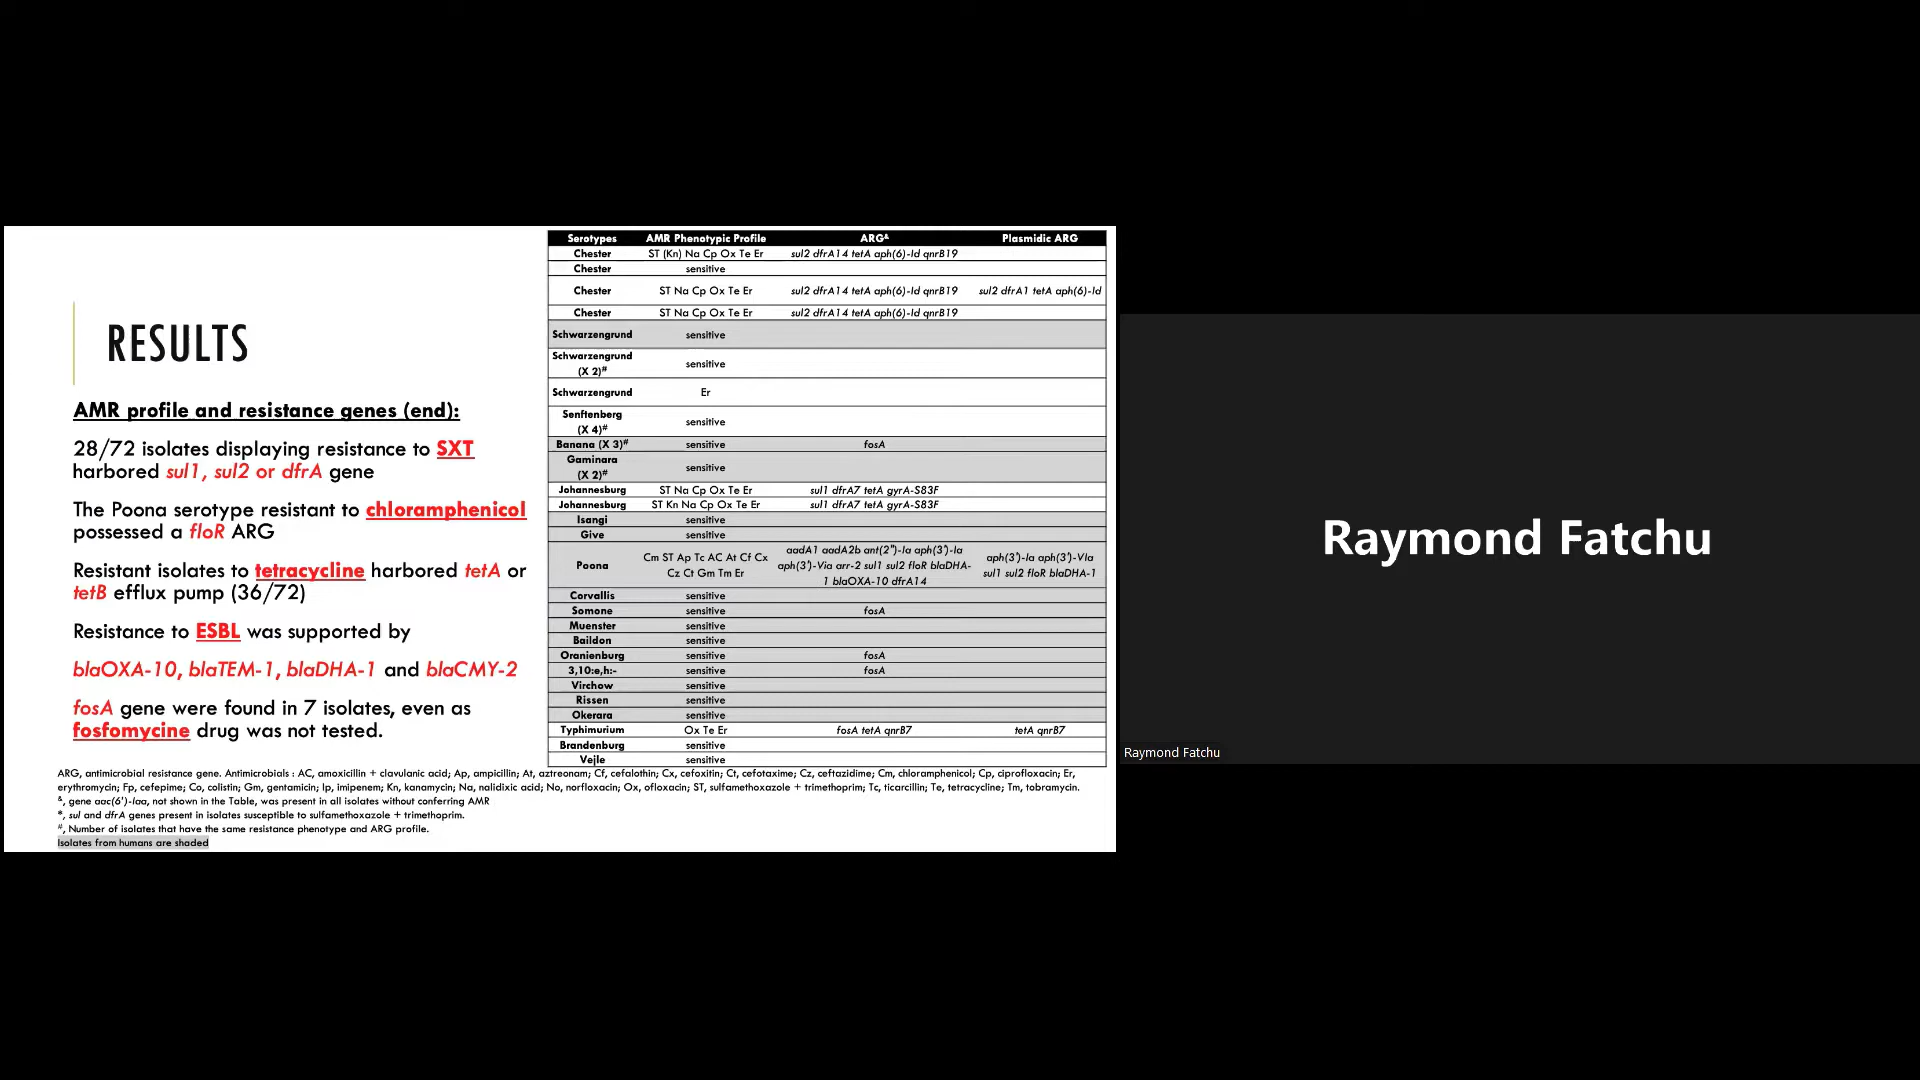 RESULTS
AMR profile and resistance genes (end):
28/72 isolates displaying resistance to SXT
harbored sul1, sul2 or dfrA gene
The Poona serotype resistant to chloramphenicol
possessed a floR ARG
Resistant isolates to tetracycline harbored tetA or
tetB efflux pump (36/72)
Resistance to ESBL was supported by
blaOXA-10, blaTEM-1, blaDHA-1 and blaCMY-2
fosA gene were found in 7 isolates, even as
fosfomycine drug was not tested.
Serotypes AMR Phenotypic Profile ARG& Plasmidic ARG
Chester ST (Kn) Na Cp Ox Te Er sul2 dfrA14 tetA aph(6)-Id qnrB19
Chester sensitive
Chester ST Na Cp Ox Te Er sul2 dfrA14 tetA aph(6)-Id qnrB19 sul2 dfrA1 tetA aph(6)-Id
Chester ST Na Cp Ox Te Er sul2 dfrA14 tetA aph(6)-Id qnrB19
Schwarzengrund sensitive
Schwarzengrund
(X 2)# sensitive
Schwarzengrund Er
Senftenberg
(X 4)# sensitive
Banana (X 3)# sensitive fosA
Gaminara
(X 2)# sensitive
Johannesburg ST Na Cp Ox Te Er sul1 dfrA7 tetA gyrA-S83F
Johannesburg ST Kn Na Cp Ox Te Er sul1 dfrA7 tetA gyrA-S83F
Isangi sensitive
Give sensitive
Poona
Cm ST Ap Tc AC At Cf Cx
Cz Ct Gm Tm Er
aadA1 aadA2b ant(2")-Ia aph(3')-Ia
aph(3')-Via arr-2 sul1 sul2 floR blaDHA-
1 blaOXA-10 dfrA14
aph(3')-Ia aph(3')-VIa
sul1 sul2 floR blaDHA-1
Corvallis sensitive
Somone sensitive fosA
Muenster sensitive
Baildon sensitive
Oranienburg sensitive fosA
3,10:e,h:- sensitive fosA
Virchow sensitive
Rissen sensitive
Okerara sensitive
Typhimurium Ox Te Er fosA tetA qnrB7 tetA qnrB7
Brandenburg sensitive
Vejle sensitive
ARG, antimicrobial resistance gene. Antimicrobials : AC, amoxicillin + clavulanic acid; Ap, ampicillin; At, aztreonam; Cf, cefalothin; Cx, cefoxitin; Ct, cefotaxime; Cz, ceftazidime; Cm, chloramphenicol; Cp, ciprofloxacin; Er,
erythromycin; Fp, cefepime; Co, colistin; Gm, gentamicin; Ip, imipenem; Kn, kanamycin; Na, nalidixic acid; No, norfloxacin; Ox, ofloxacin; ST, sulfamethoxazole + trimethoprim; Tc, ticarcillin; Te, tetracycline; Tm, tobramycin.
&, gene aac(6')-Iaa, not shown in the Table, was present in all isolates without conferring AMR
*, sul and dfrA genes present in isolates susceptible to sulfamethoxazole + trimethoprim.
#, Number of isolates that have the same resistance phenotype and ARG profile.
Isolates from humans are shaded
Raymond Fatchu
Raymond Fatchu